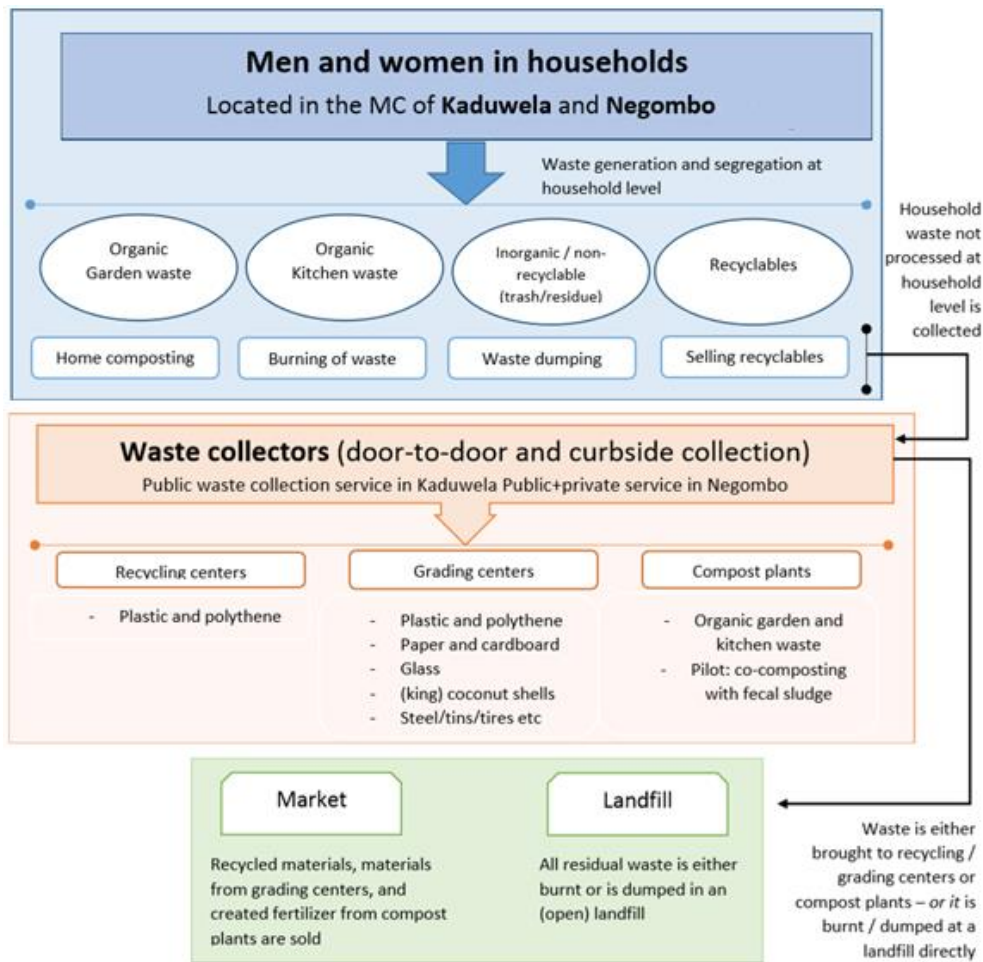 Men and women in households
Located in the MC of Kaduwela and Negombo
Waste generation and segregation at
household level
Organic
Garden waste
Organic
Kitchen waste
Inorganic / non-
recyclable
(trash/residue)
Recyclables
Home composting
Burning of waste
Waste dumping
Selling recyclables
Household
waste not
processed at
household
level is
collected
Waste collectors (door-to-door and curbside collection)
Public waste collection service in Kaduwela Public+private service in Negombo
Recycling centers
- Plastic and polythene
Grading centers
- Plastic and polythene
- Paper and cardboard
- Glass
- (king) coconut shells
- Steel/tins/tires etc
Compost plants
- Organic garden and
kitchen waste
- Pilot: co-composting
with fecal sludge
Market
Recycled materials, materials
from grading centers, and
created fertilizer from compost
plants are sold
Landfill
All residual waste is either
burnt or is dumped in an
(open) landfill
Waste is either
brought to recycling /
grading centers or
compost plants – or it is
burnt / dumped at a
landfill directly